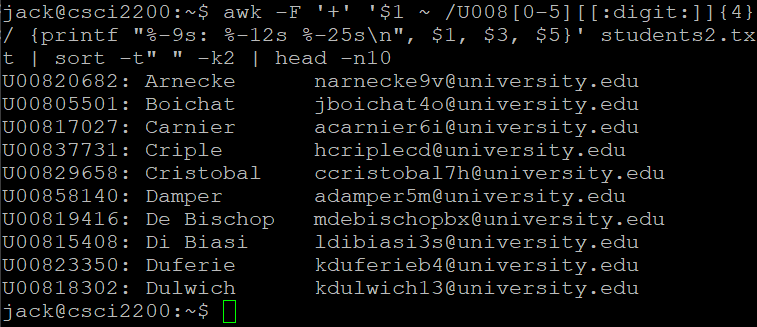 jack@csci2200:~$ awk -F '+' '$1 ~ /U008[0-5][[:digit:]]{4}
/ {printf "%-9s: %-12s %-25s\n", $1, $3, $5}' students2.tx
t | sort -t" " -k2 | head -n10
U00820682: Arnecke      narnecke9v@university.edu
U00805501: Boichat      jboichat4o@university.edu
U00817027: Carnier      acarnier6i@university.edu
U00837731: Criple       hcriplecd@university.edu
U00829658: Cristobal    ccristobal7h@university.edu
U00858140: Damper       adamper5m@university.edu
U00819416: De Bischop   mdebischopbx@university.edu
U00815408: Di Biasi     ldibiasi3s@university.edu
U00823350: Duferie      kduferieb4@university.edu
U00818302: Dulwich      kdulwich13@university.edu
jack@csci2200:~$